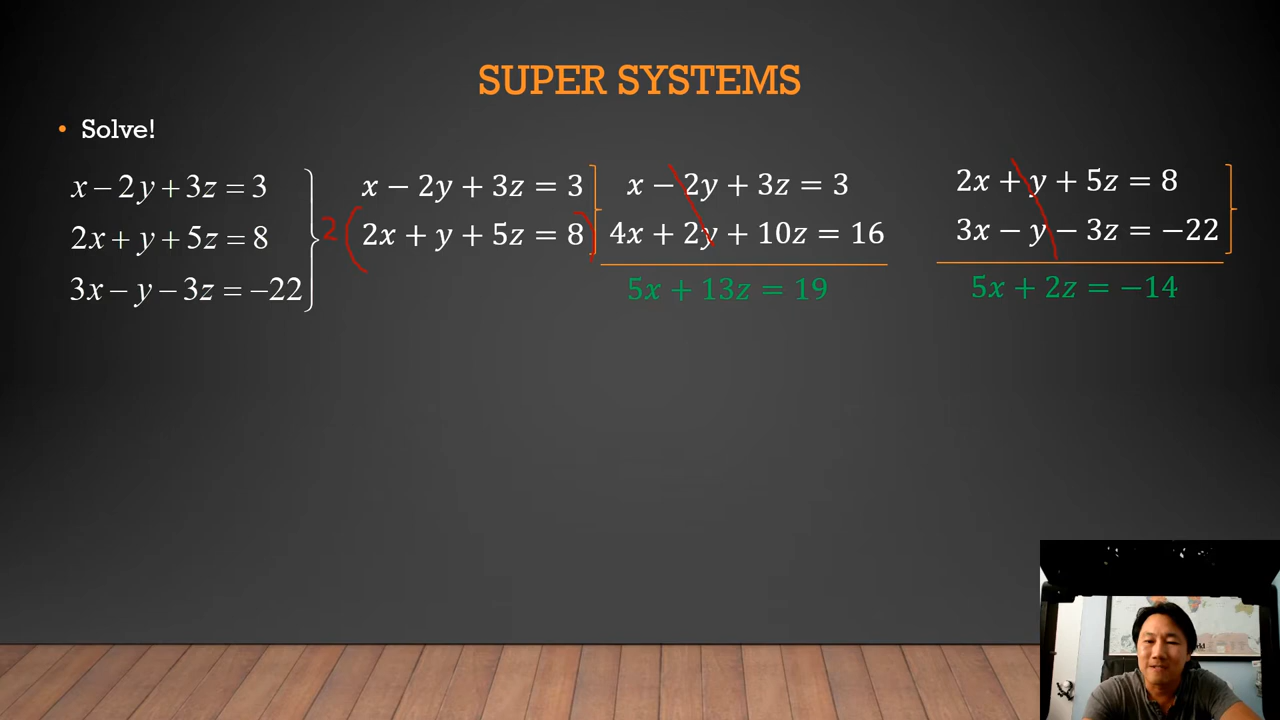 SUPER SYSTEMS
• Solve!
x − 2y + 3z = 3
2x + y + 5z = 8
3x − y − 3z = −22
x − 2y + 3z = 3
2 ( 2x + y + 5z = 8 )
x − 2y + 3z = 3
4x + 2y + 10z = 16
5x + 13z = 19
2x + y + 5z = 8
3x − y − 3z = −22
5x + 2z = −14